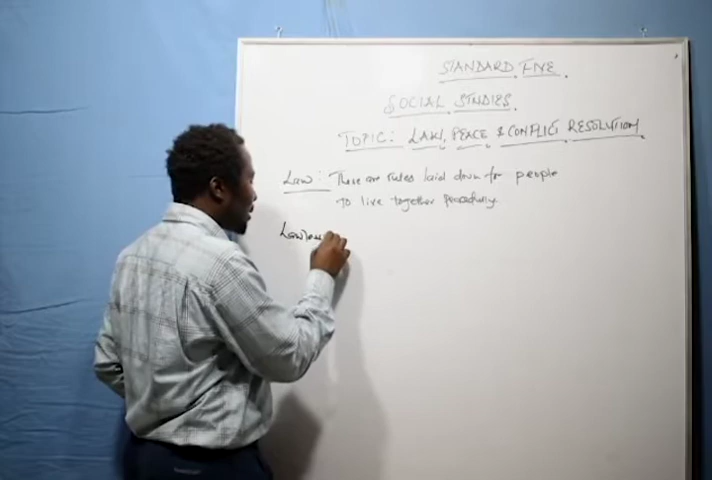 STANDARD FIVE.
SOCIAL STUDIES.
TOPIC: LAW, PEACE & CONFLICT RESOLUTION.
Law: These are rules laid down for people
to live together peacefully.